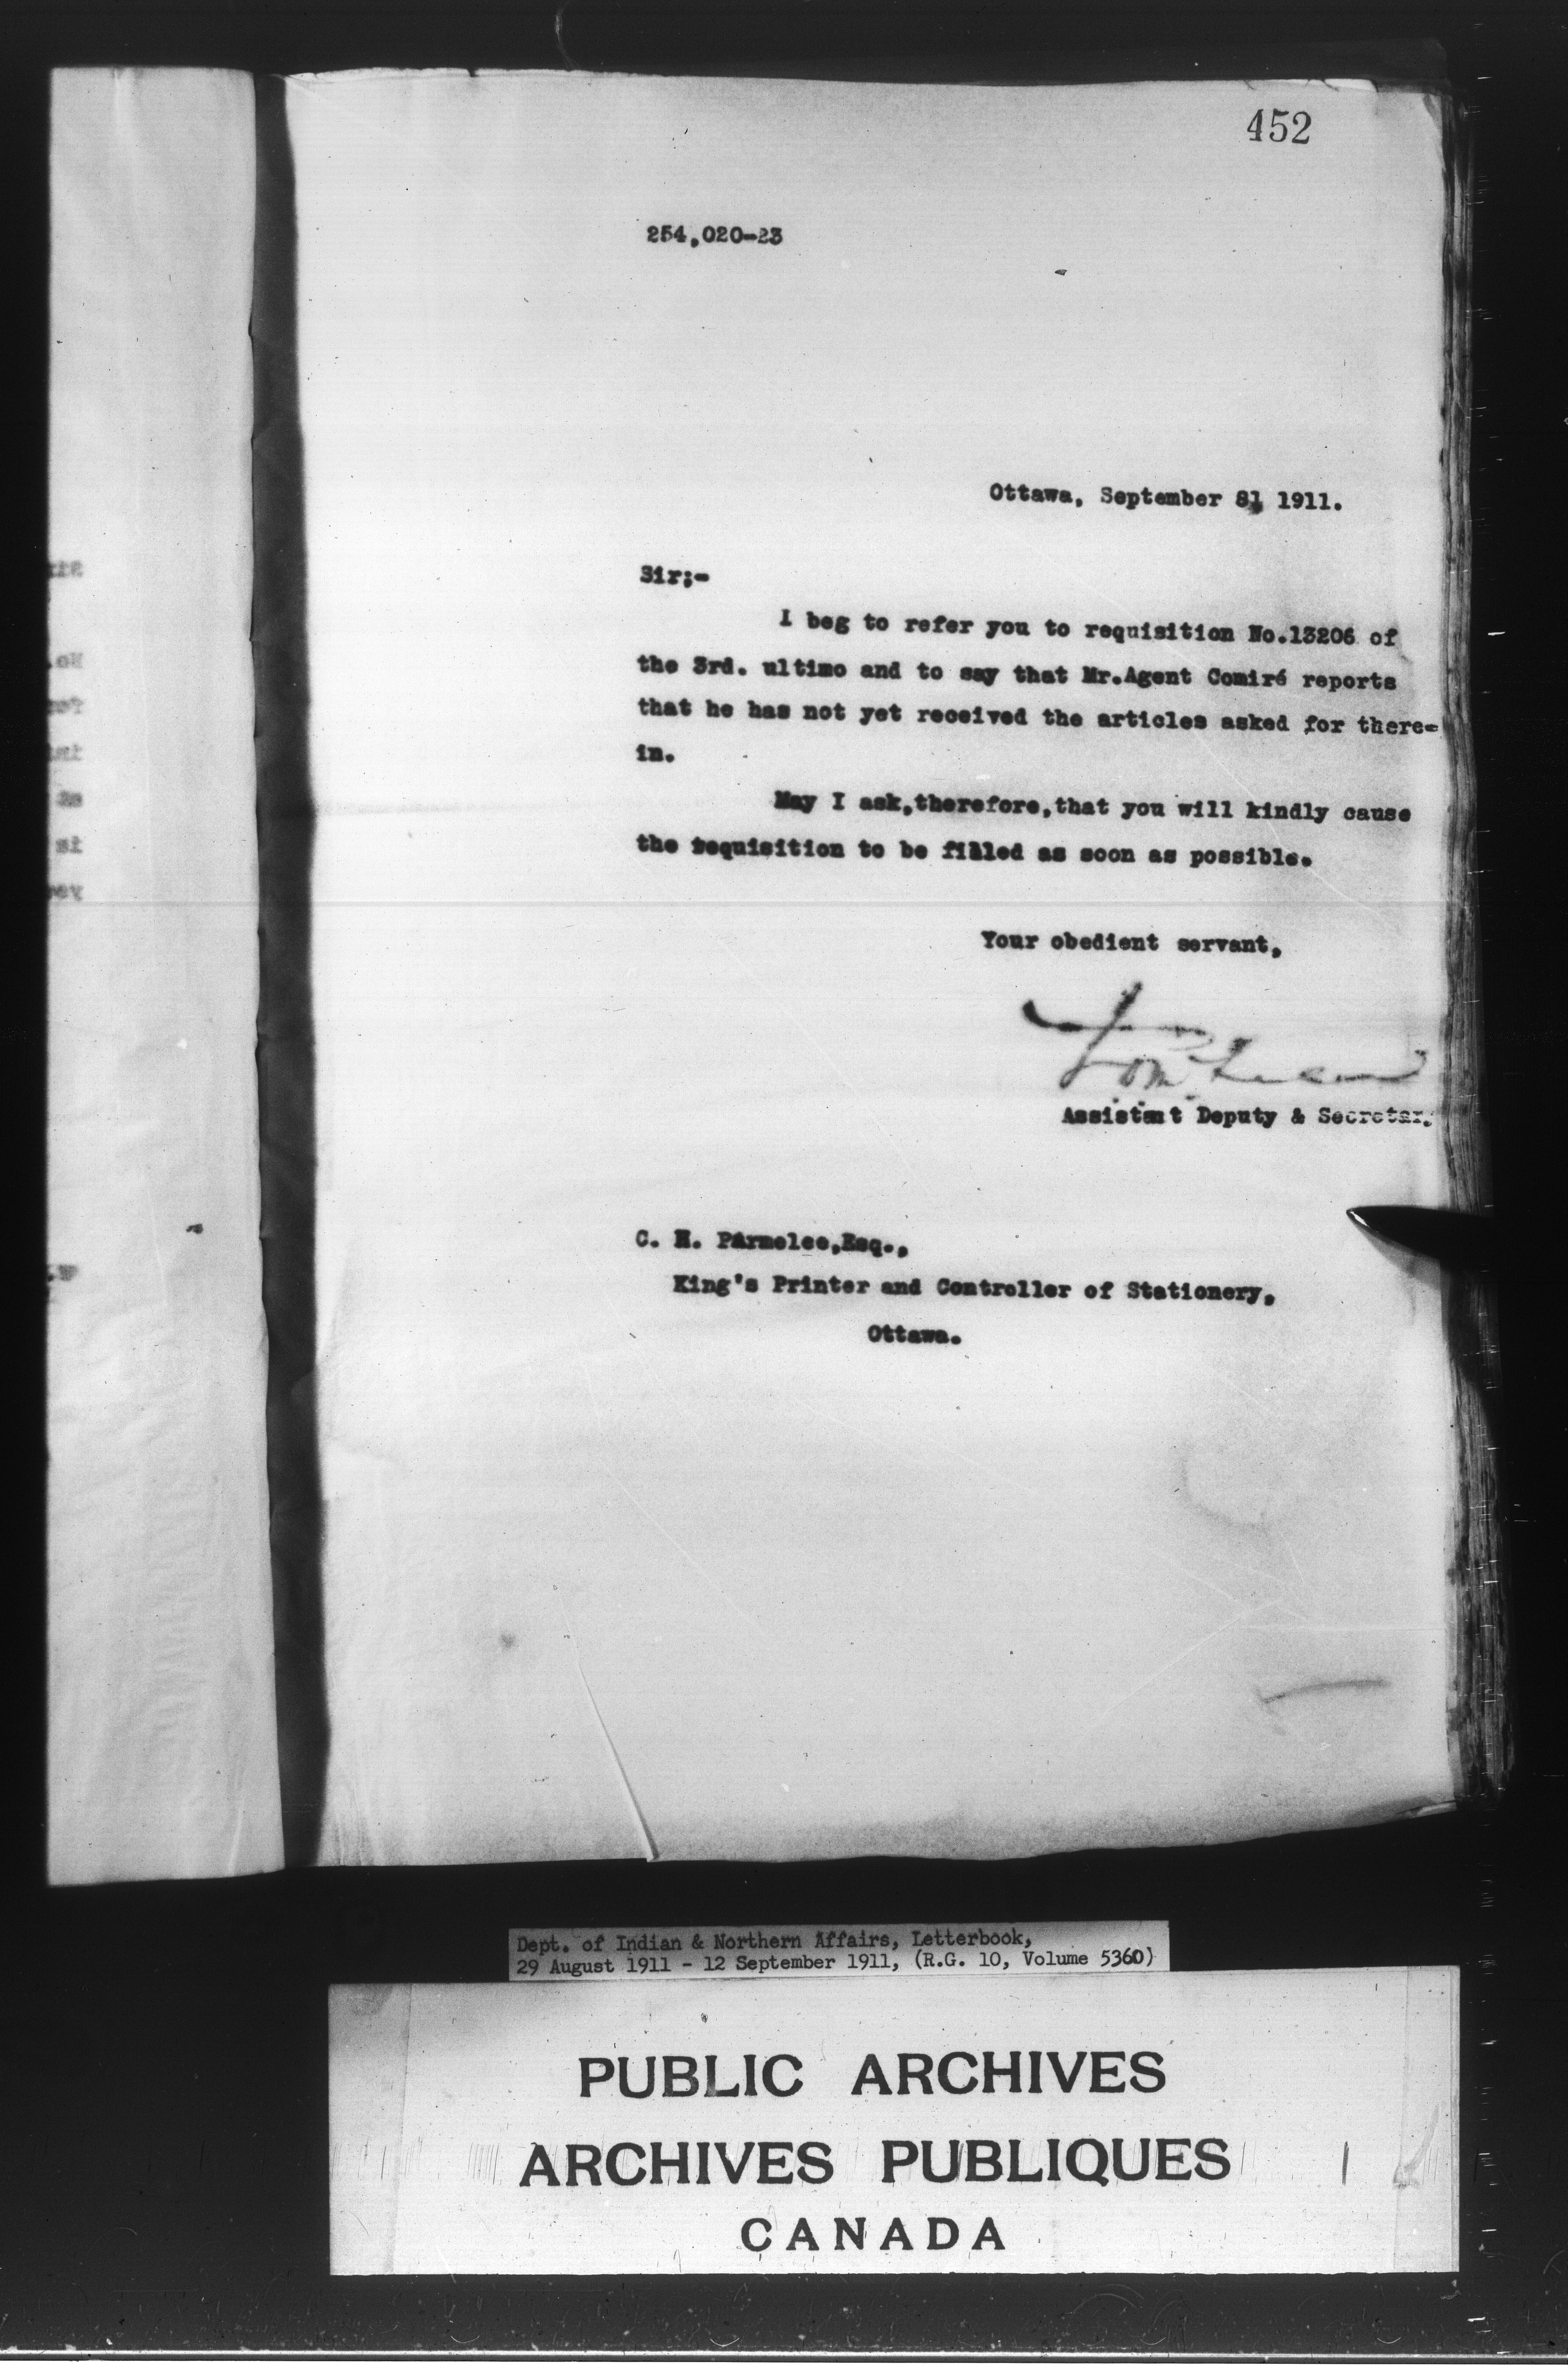 452
254,020-23
Ottawa, September 8, 1911.
Sir;-
I beg to refer you to requisition No.13206 of
the 3rd. ultimo and to say that Mr.Agent Comiré reports
that he has not yet received the articles asked for there-
in.
May I ask,therefore,that you will kindly cause
the requisition to be filled as soon as possible.
Your obedient servant,
Assistant Deputy & Secretar.
C. H. Parmelee,Esq.,
King's Printer and Controller of Stationery,
Ottawa.
Dept. of Indian & Northern Affairs, Letterbook,
29 August 1911 - 12 September 1911, (R.G. 10, Volume 5360)
PUBLIC ARCHIVES
ARCHIVES PUBLIQUES
CANADA